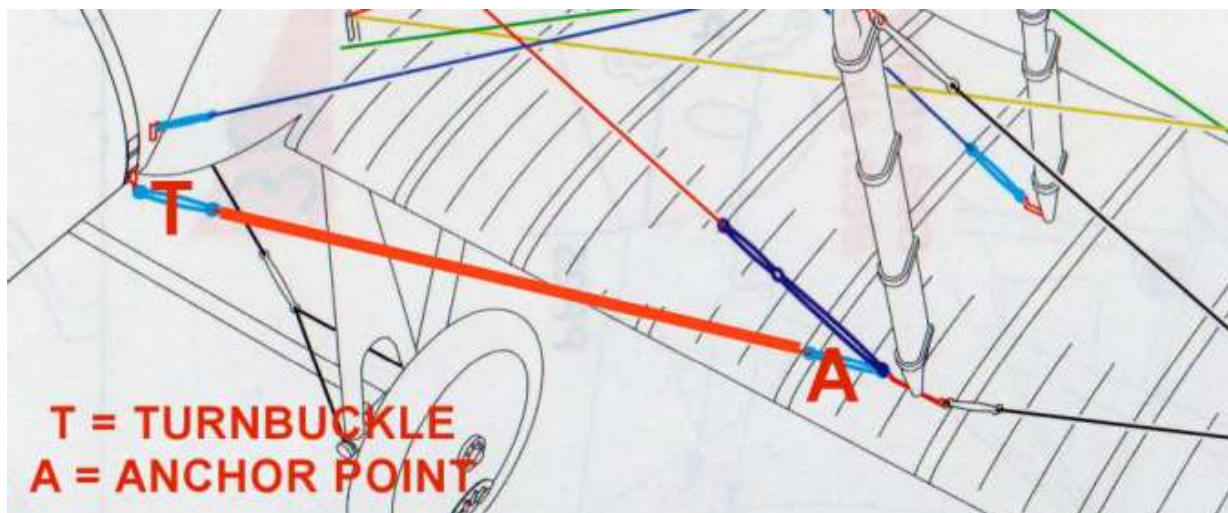 T
A
T = TURNBUCKLE
A = ANCHOR POINT